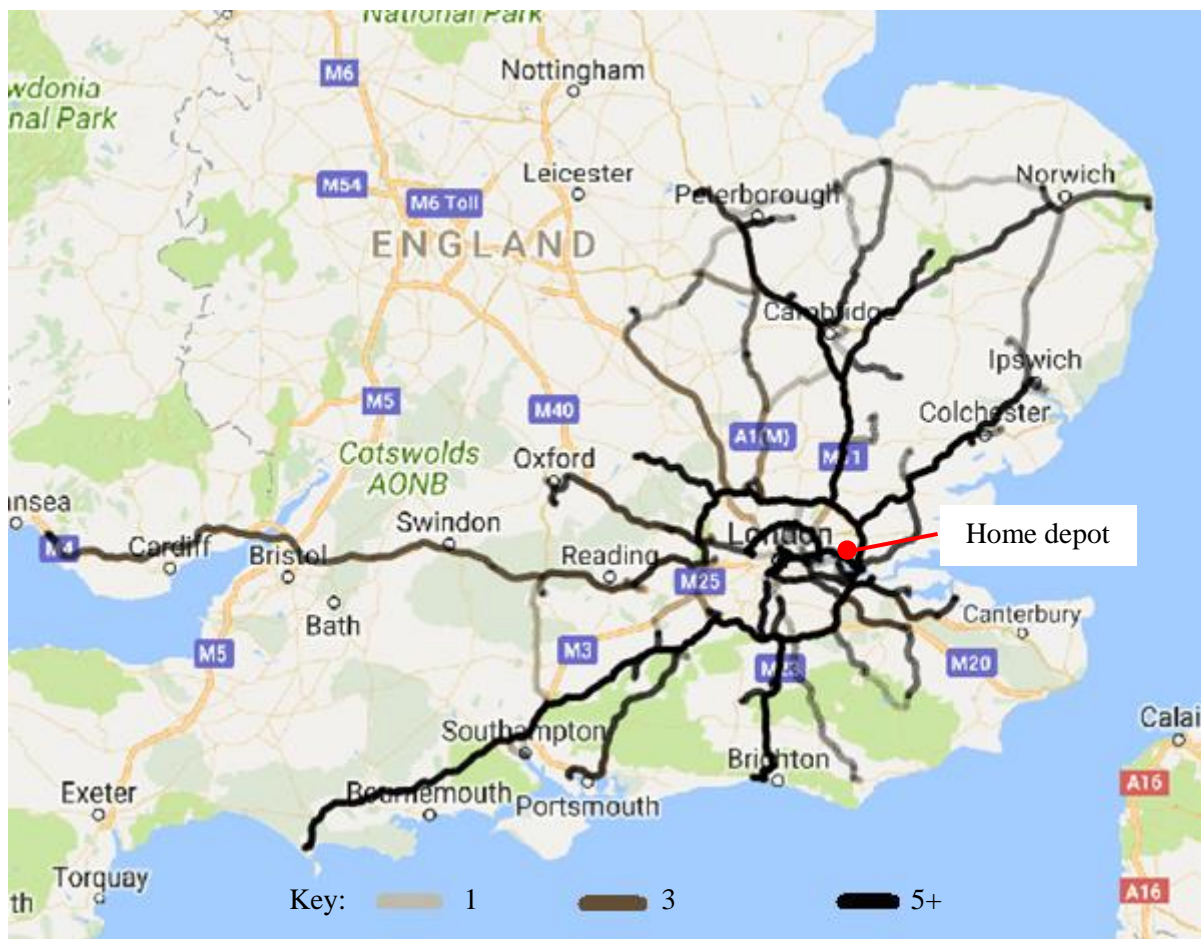 National Park
M6
Nottingham
wdonia
nal Park
M54
M6 Toll
Leicester
Peterborough
Norwich
ENGLAND
Cambridge
Ipswich
M5
M40
A1(M)
Colchester
Cotswolds
AONB
Oxford
ansea
M4
Cardiff
Swindon
London
Home depot
Bristol
Reading
M25
Bath
Canterbury
M5
M3
M23
M20
Southampton
Calai
Brighton
Exeter
Bournemouth
Portsmouth
A16
Torquay
th
Key:
1
3
5+
A16